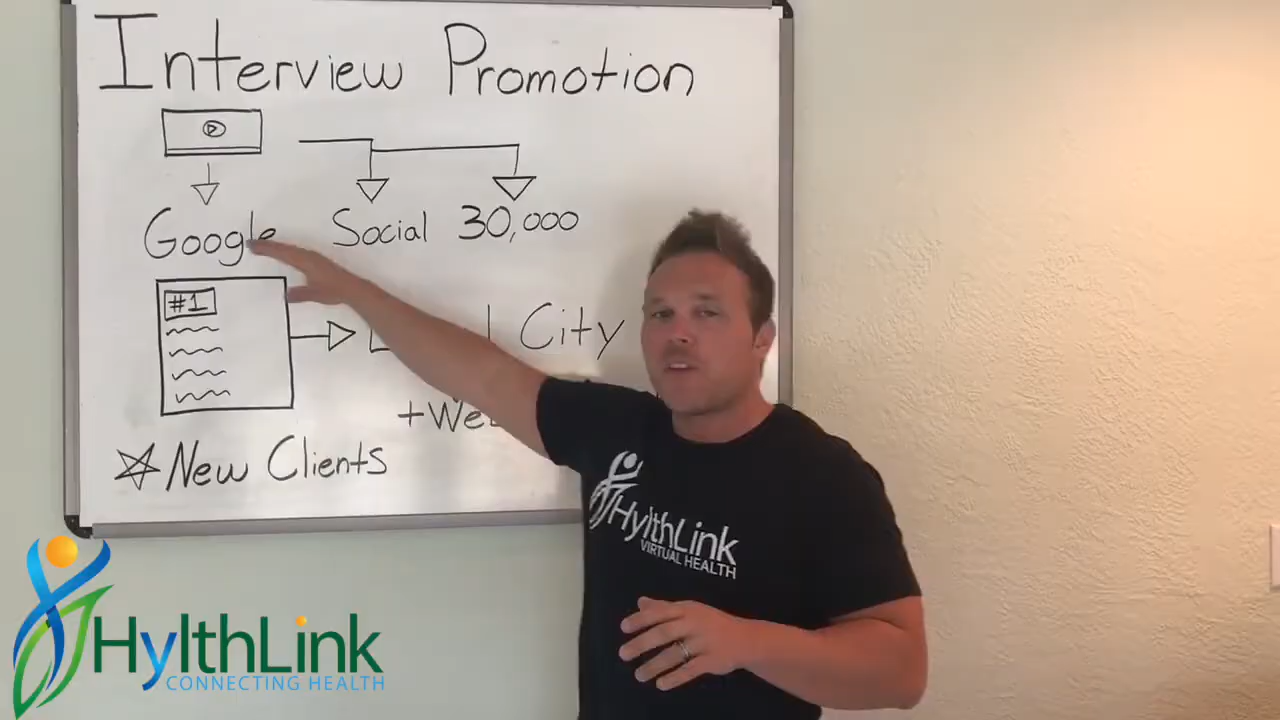 Interview Promotion
Google Social 30,000
#1
City
+We
New Clients
HylthLink
VIRTUAL HEALTH
HylthLink
CONNECTING HEALTH